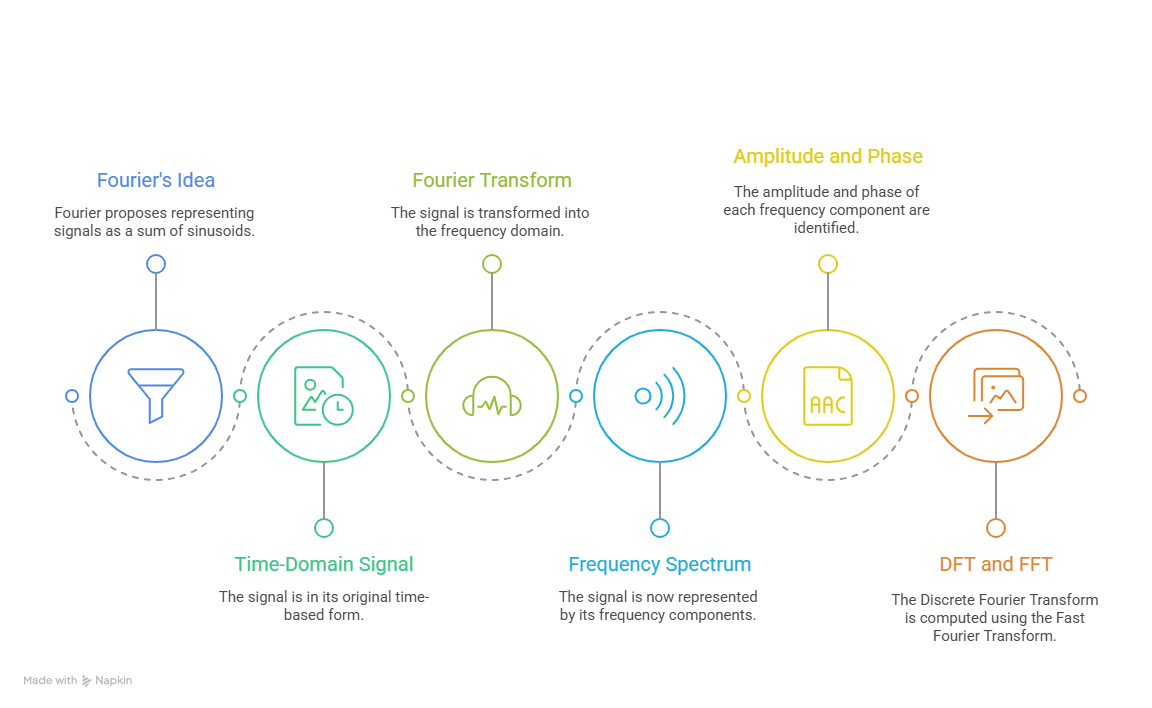 Fourier's Idea
Fourier proposes representing
signals as a sum of sinusoids.
Time-Domain Signal
The signal is in its original time-
based form.
Fourier Transform
The signal is transformed into
the frequency domain.
Frequency Spectrum
The signal is now represented
by its frequency components.
Amplitude and Phase
The amplitude and phase of
each frequency component are
identified.
AAC
DFT and FFT
The Discrete Fourier Transform
is computed using the Fast
Fourier Transform.
Made with Napkin